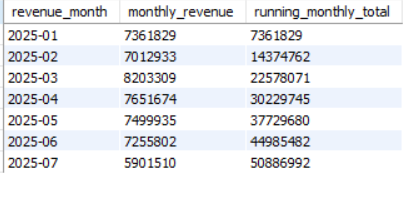 revenue_month monthly_revenue running_monthly_total
2025-01 7361829 7361829
2025-02 7012933 14374762
2025-03 8203309 22578071
2025-04 7651674 30229745
2025-05 7499935 37729680
2025-06 7255802 44985482
2025-07 5901510 50886992